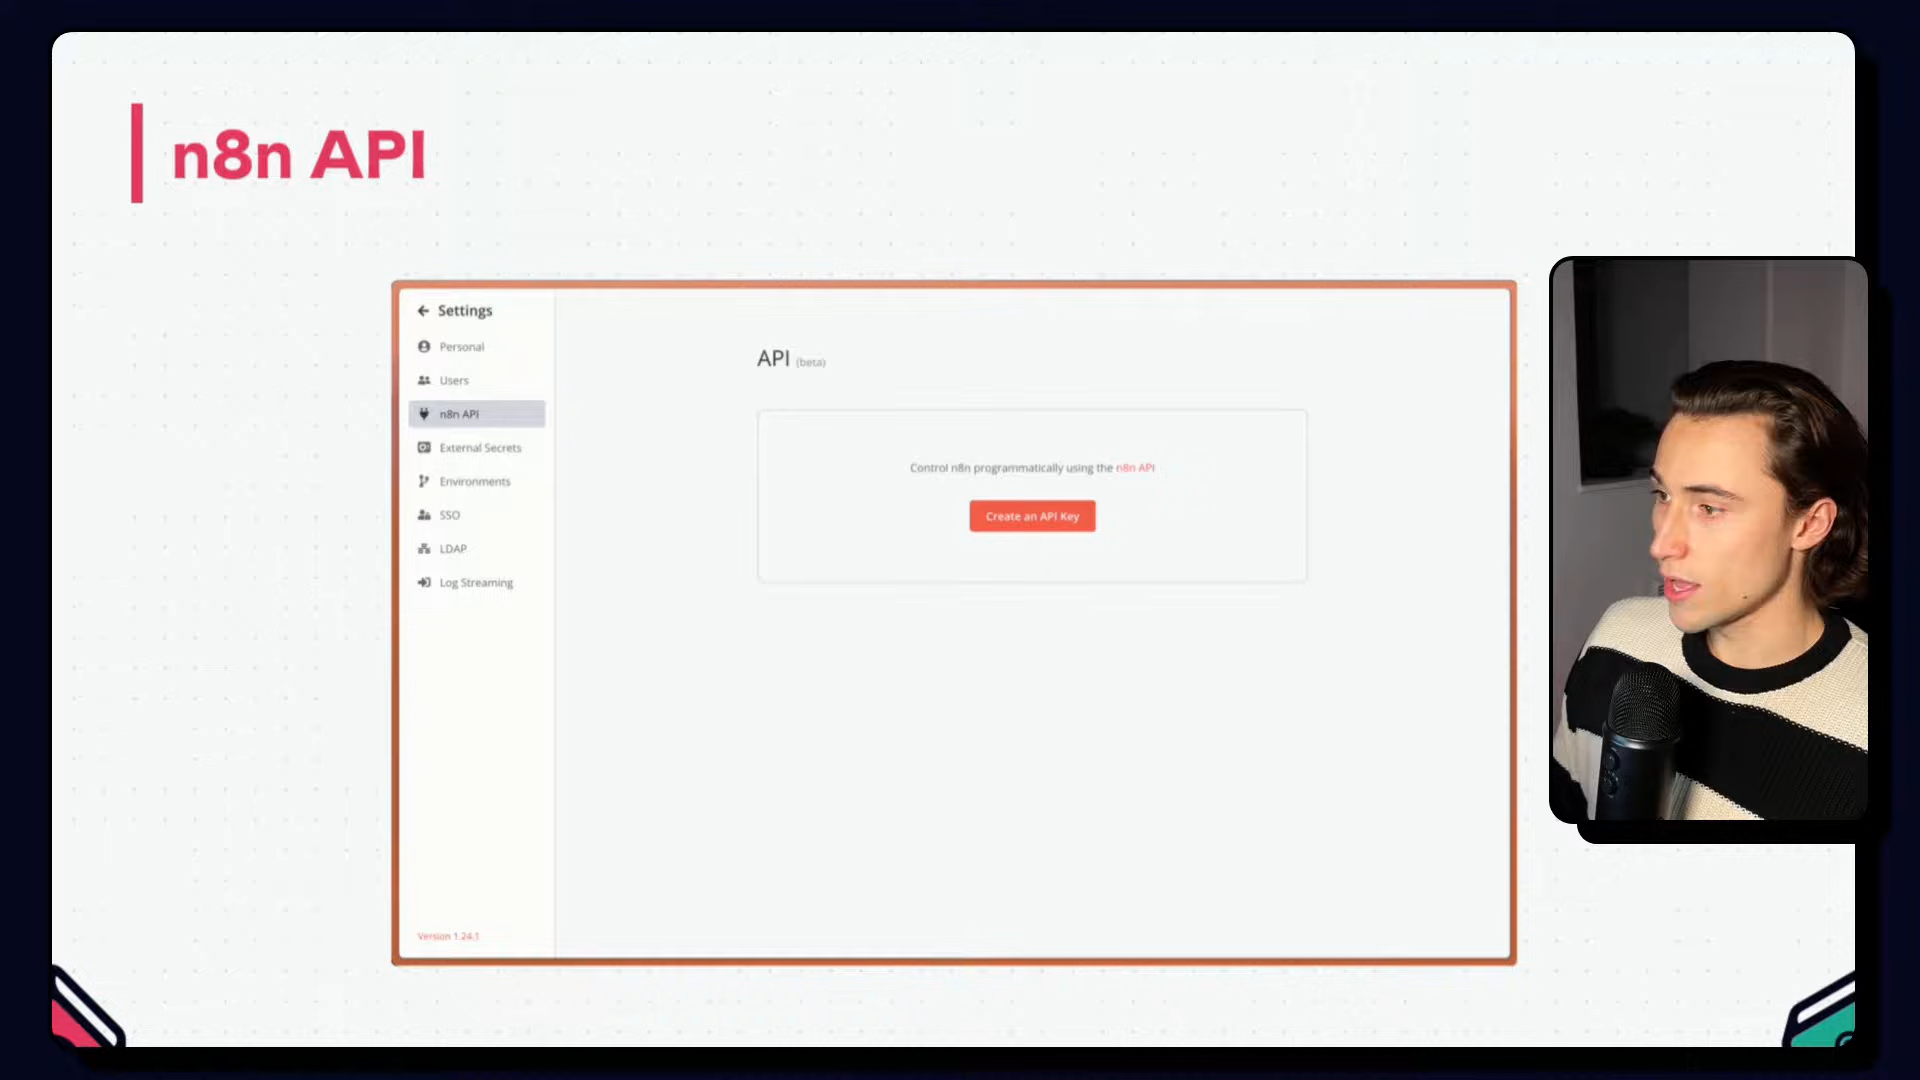 n8n API
Settings
Personal
Users
n8n API
External Secrets
Environments
SSO
LDAP
Log Streaming
Version 1.24.1
API (beta)
Control n8n programmatically using the n8n API
Create an API Key